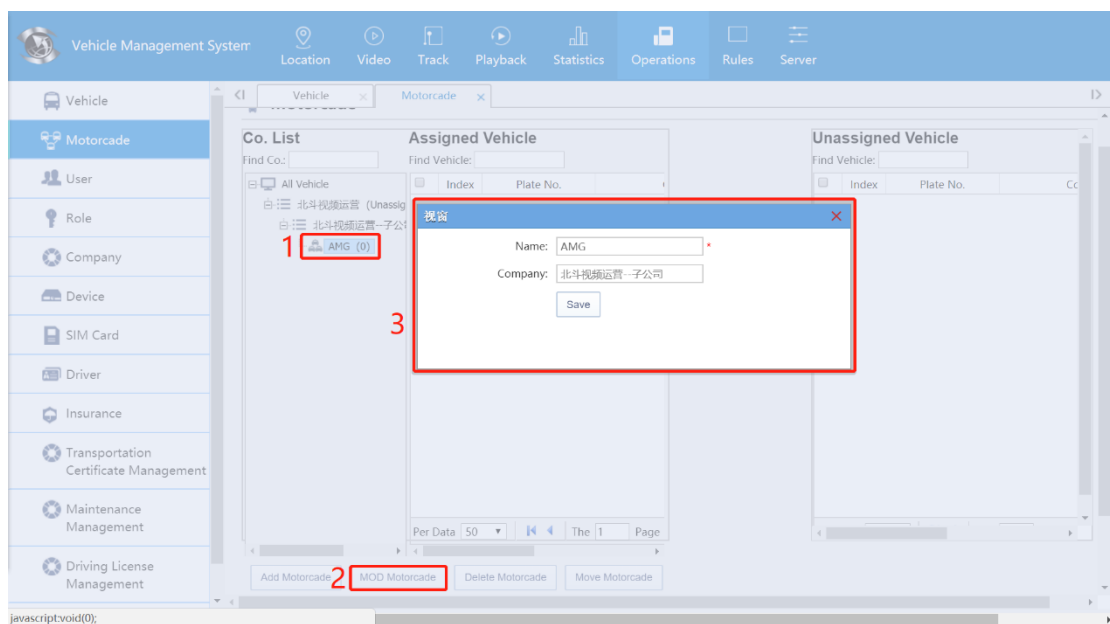 Vehicle Management System
Location Video Track Playback Statistics Operations Rules Server
Vehicle
Motorcade
User
Role
Company
Device
SIM Card
Driver
Insurance
Transportation
Certificate Management
Maintenance
Management
Driving License
Management
Vehicle Motorcade
Co. List
Find Co.:
All Vehicle
北斗视频运营 (Unassig
北斗视频运营--子公
1
AMG (0)
Assigned Vehicle
Find Vehicle:
Index Plate No.
Unassigned Vehicle
Find Vehicle:
Index Plate No. Co
视窗
Name: AMG *
Company: 北斗视频运营--子公司
Save
3
Per Data 50 The 1 Page
Add Motorcade 2 MOD Motorcade Delete Motorcade Move Motorcade
javascript:void(0);